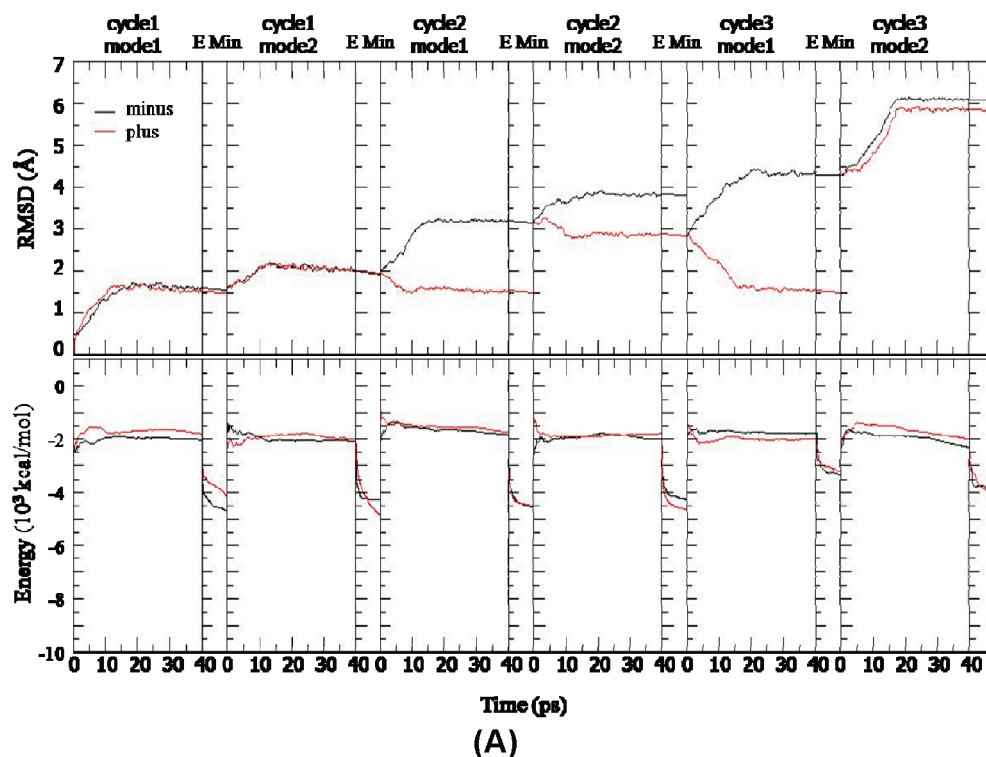 cycle1 cycle1 cycle2 cycle2 cycle3 cycle3
mode1 E Min mode2 E Min mode1 E Min mode2 E Min mode1 E Min mode2
7
6
5
4
3
2
1
0
RMSD (Å)
minus
plus
0
-2
-4
-6
-8
-10
Energy (10³ kcal/mol)
0 10 20 30 40 0 10 20 30 40 0 10 20 30 40 0 10 20 30 40 0 10 20 30 40 0 10 20 30 40
Time (ps)
(A)